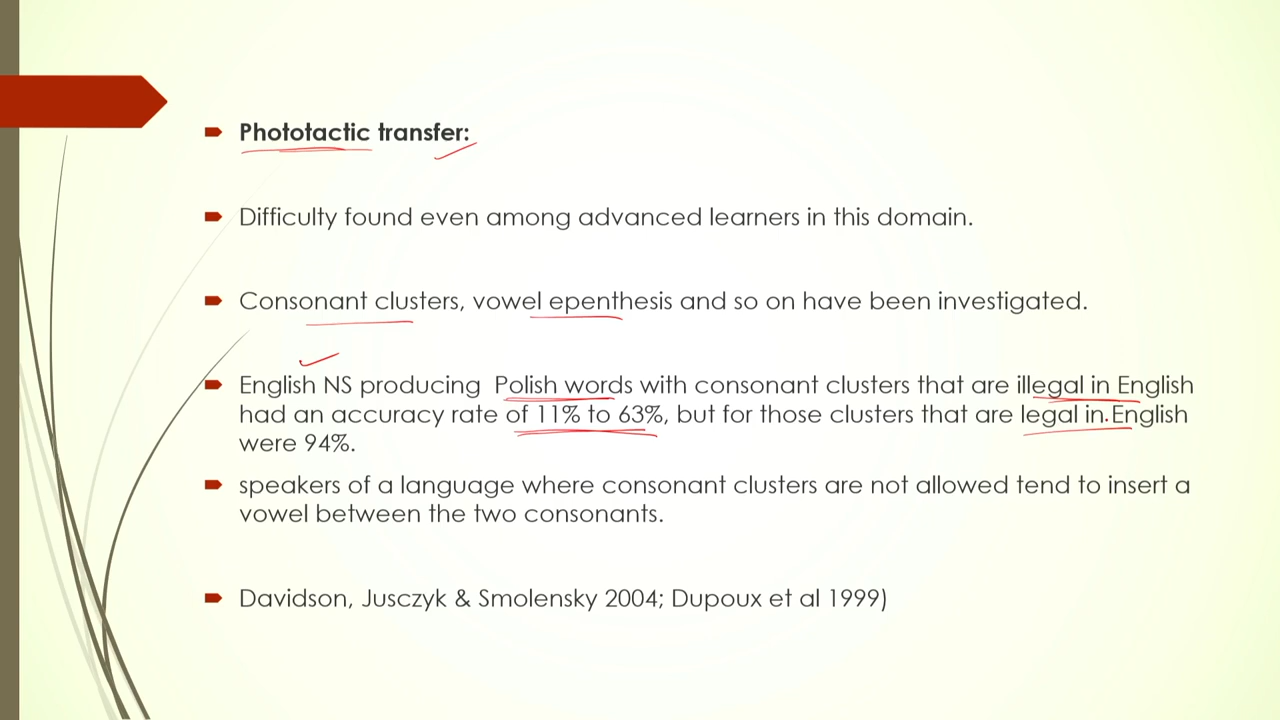 Phototactic transfer:
Difficulty found even among advanced learners in this domain.
Consonant clusters, vowel epenthesis and so on have been investigated.
English NS producing Polish words with consonant clusters that are illegal in English
had an accuracy rate of 11% to 63%, but for those clusters that are legal in English
were 94%.
speakers of a language where consonant clusters are not allowed tend to insert a
vowel between the two consonants.
Davidson, Jusczyk & Smolensky 2004; Dupoux et al 1999)